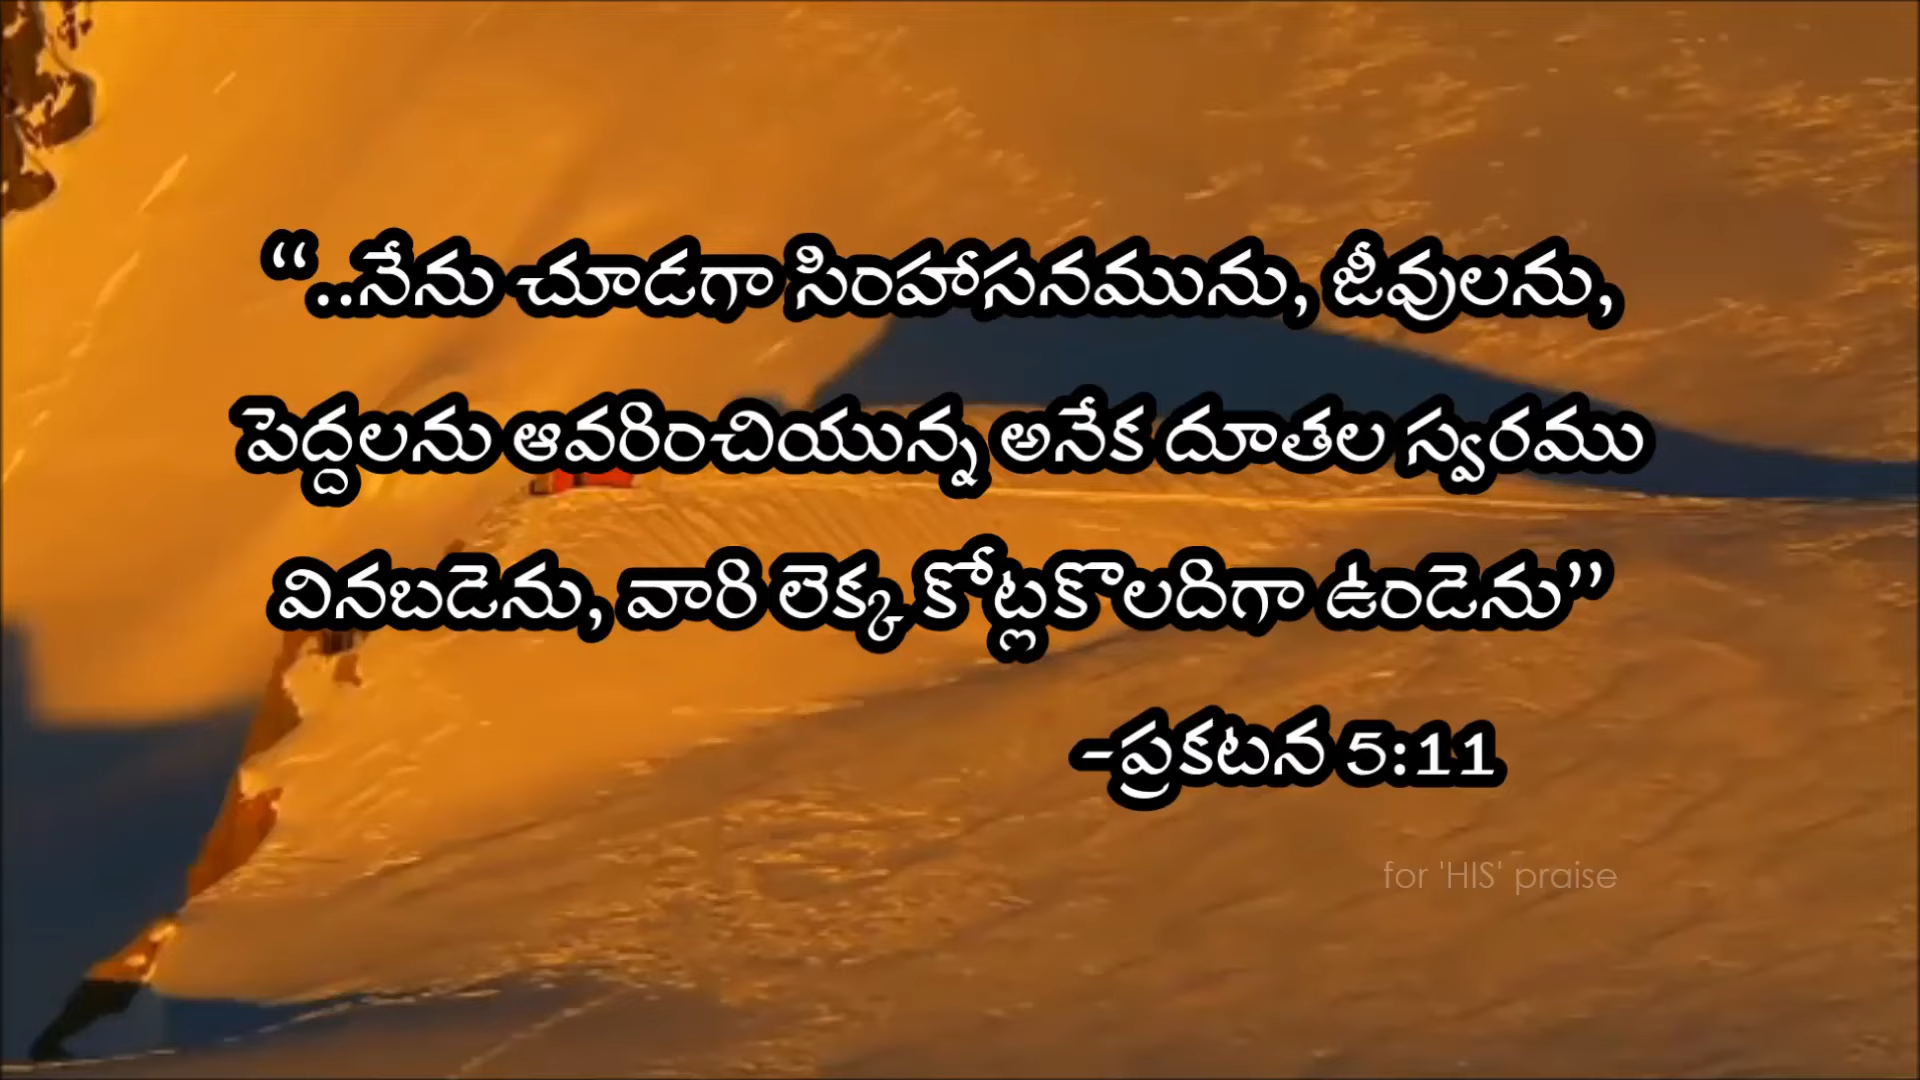 “..నేను చూడగా సింహాసనమును, జీవులను,
పెద్దలను ఆవరించియున్న అనేక దూతల స్వరము
వినబడెను, వారి లెక్క కోట్లకొలదిగా ఉండెను”
-ప్రకటన 5:11
for 'HIS' praise